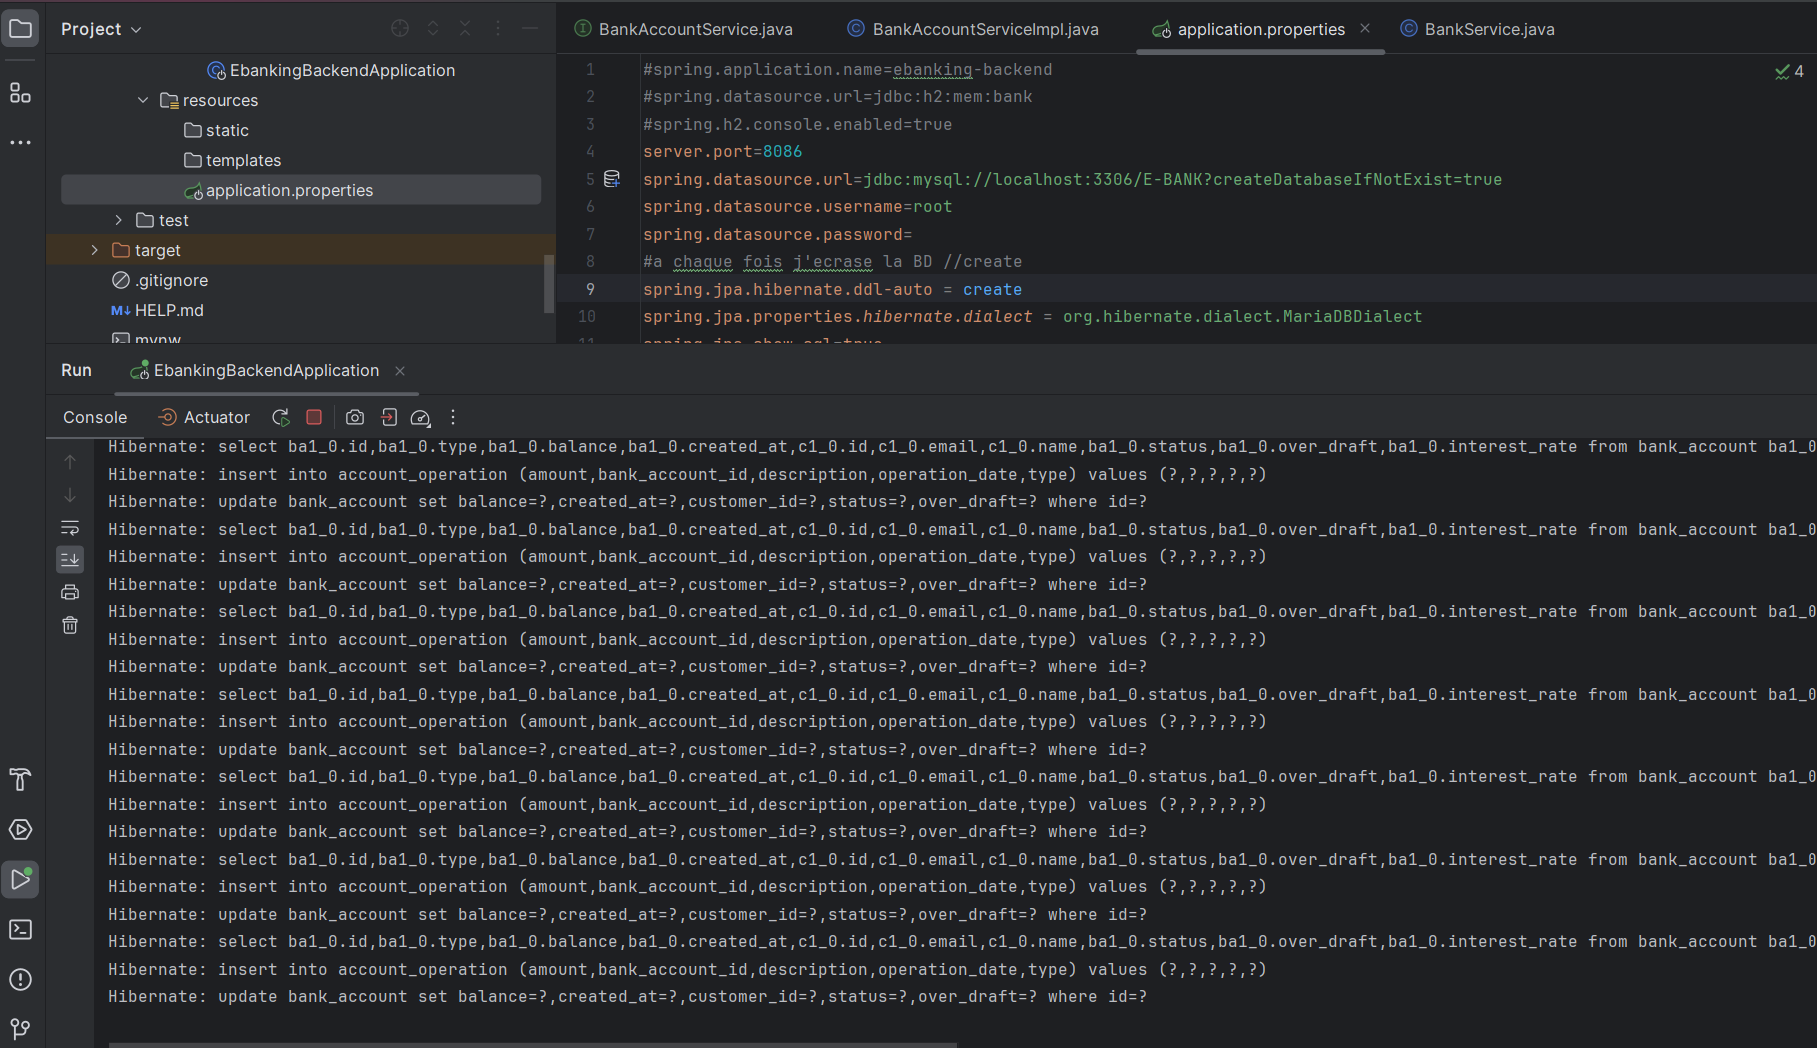 Project
BankAccountService.java
BankAccountServiceImpl.java
application.properties
BankService.java
EbankingBackendApplication
resources
static
templates
application.properties
test
target
.gitignore
M↓ HELP.md
mvnw
4
1 #spring.application.name=ebanking-backend
2 #spring.datasource.url=jdbc:h2:mem:bank
3 #spring.h2.console.enabled=true
4 server.port=8086
5 spring.datasource.url=jdbc:mysql://localhost:3306/E-BANK?createDatabaseIfNotExist=true
6 spring.datasource.username=root
7 spring.datasource.password=
8 #a chaque fois j'ecrase la BD //create
9 spring.jpa.hibernate.ddl-auto = create
10 spring.jpa.properties.hibernate.dialect = org.hibernate.dialect.MariaDBDialect
11 spring.jpa.show-sql=true
Run EbankingBackendApplication
Console Actuator
Hibernate: select ba1_0.id,ba1_0.type,ba1_0.balance,ba1_0.created_at,c1_0.id,c1_0.email,c1_0.name,ba1_0.status,ba1_0.over_draft,ba1_0.interest_rate from bank_account ba1_0
Hibernate: insert into account_operation (amount,bank_account_id,description,operation_date,type) values (?,?,?,?,?)
Hibernate: update bank_account set balance=?,created_at=?,customer_id=?,status=?,over_draft=? where id=?
Hibernate: select ba1_0.id,ba1_0.type,ba1_0.balance,ba1_0.created_at,c1_0.id,c1_0.email,c1_0.name,ba1_0.status,ba1_0.over_draft,ba1_0.interest_rate from bank_account ba1_0
Hibernate: insert into account_operation (amount,bank_account_id,description,operation_date,type) values (?,?,?,?,?)
Hibernate: update bank_account set balance=?,created_at=?,customer_id=?,status=?,over_draft=? where id=?
Hibernate: select ba1_0.id,ba1_0.type,ba1_0.balance,ba1_0.created_at,c1_0.id,c1_0.email,c1_0.name,ba1_0.status,ba1_0.over_draft,ba1_0.interest_rate from bank_account ba1_0
Hibernate: insert into account_operation (amount,bank_account_id,description,operation_date,type) values (?,?,?,?,?)
Hibernate: update bank_account set balance=?,created_at=?,customer_id=?,status=?,over_draft=? where id=?
Hibernate: select ba1_0.id,ba1_0.type,ba1_0.balance,ba1_0.created_at,c1_0.id,c1_0.email,c1_0.name,ba1_0.status,ba1_0.over_draft,ba1_0.interest_rate from bank_account ba1_0
Hibernate: insert into account_operation (amount,bank_account_id,description,operation_date,type) values (?,?,?,?,?)
Hibernate: update bank_account set balance=?,created_at=?,customer_id=?,status=?,over_draft=? where id=?
Hibernate: select ba1_0.id,ba1_0.type,ba1_0.balance,ba1_0.created_at,c1_0.id,c1_0.email,c1_0.name,ba1_0.status,ba1_0.over_draft,ba1_0.interest_rate from bank_account ba1_0
Hibernate: insert into account_operation (amount,bank_account_id,description,operation_date,type) values (?,?,?,?,?)
Hibernate: update bank_account set balance=?,created_at=?,customer_id=?,status=?,over_draft=? where id=?
Hibernate: select ba1_0.id,ba1_0.type,ba1_0.balance,ba1_0.created_at,c1_0.id,c1_0.email,c1_0.name,ba1_0.status,ba1_0.over_draft,ba1_0.interest_rate from bank_account ba1_0
Hibernate: insert into account_operation (amount,bank_account_id,description,operation_date,type) values (?,?,?,?,?)
Hibernate: update bank_account set balance=?,created_at=?,customer_id=?,status=?,over_draft=? where id=?
Hibernate: select ba1_0.id,ba1_0.type,ba1_0.balance,ba1_0.created_at,c1_0.id,c1_0.email,c1_0.name,ba1_0.status,ba1_0.over_draft,ba1_0.interest_rate from bank_account ba1_0
Hibernate: insert into account_operation (amount,bank_account_id,description,operation_date,type) values (?,?,?,?,?)
Hibernate: update bank_account set balance=?,created_at=?,customer_id=?,status=?,over_draft=? where id=?